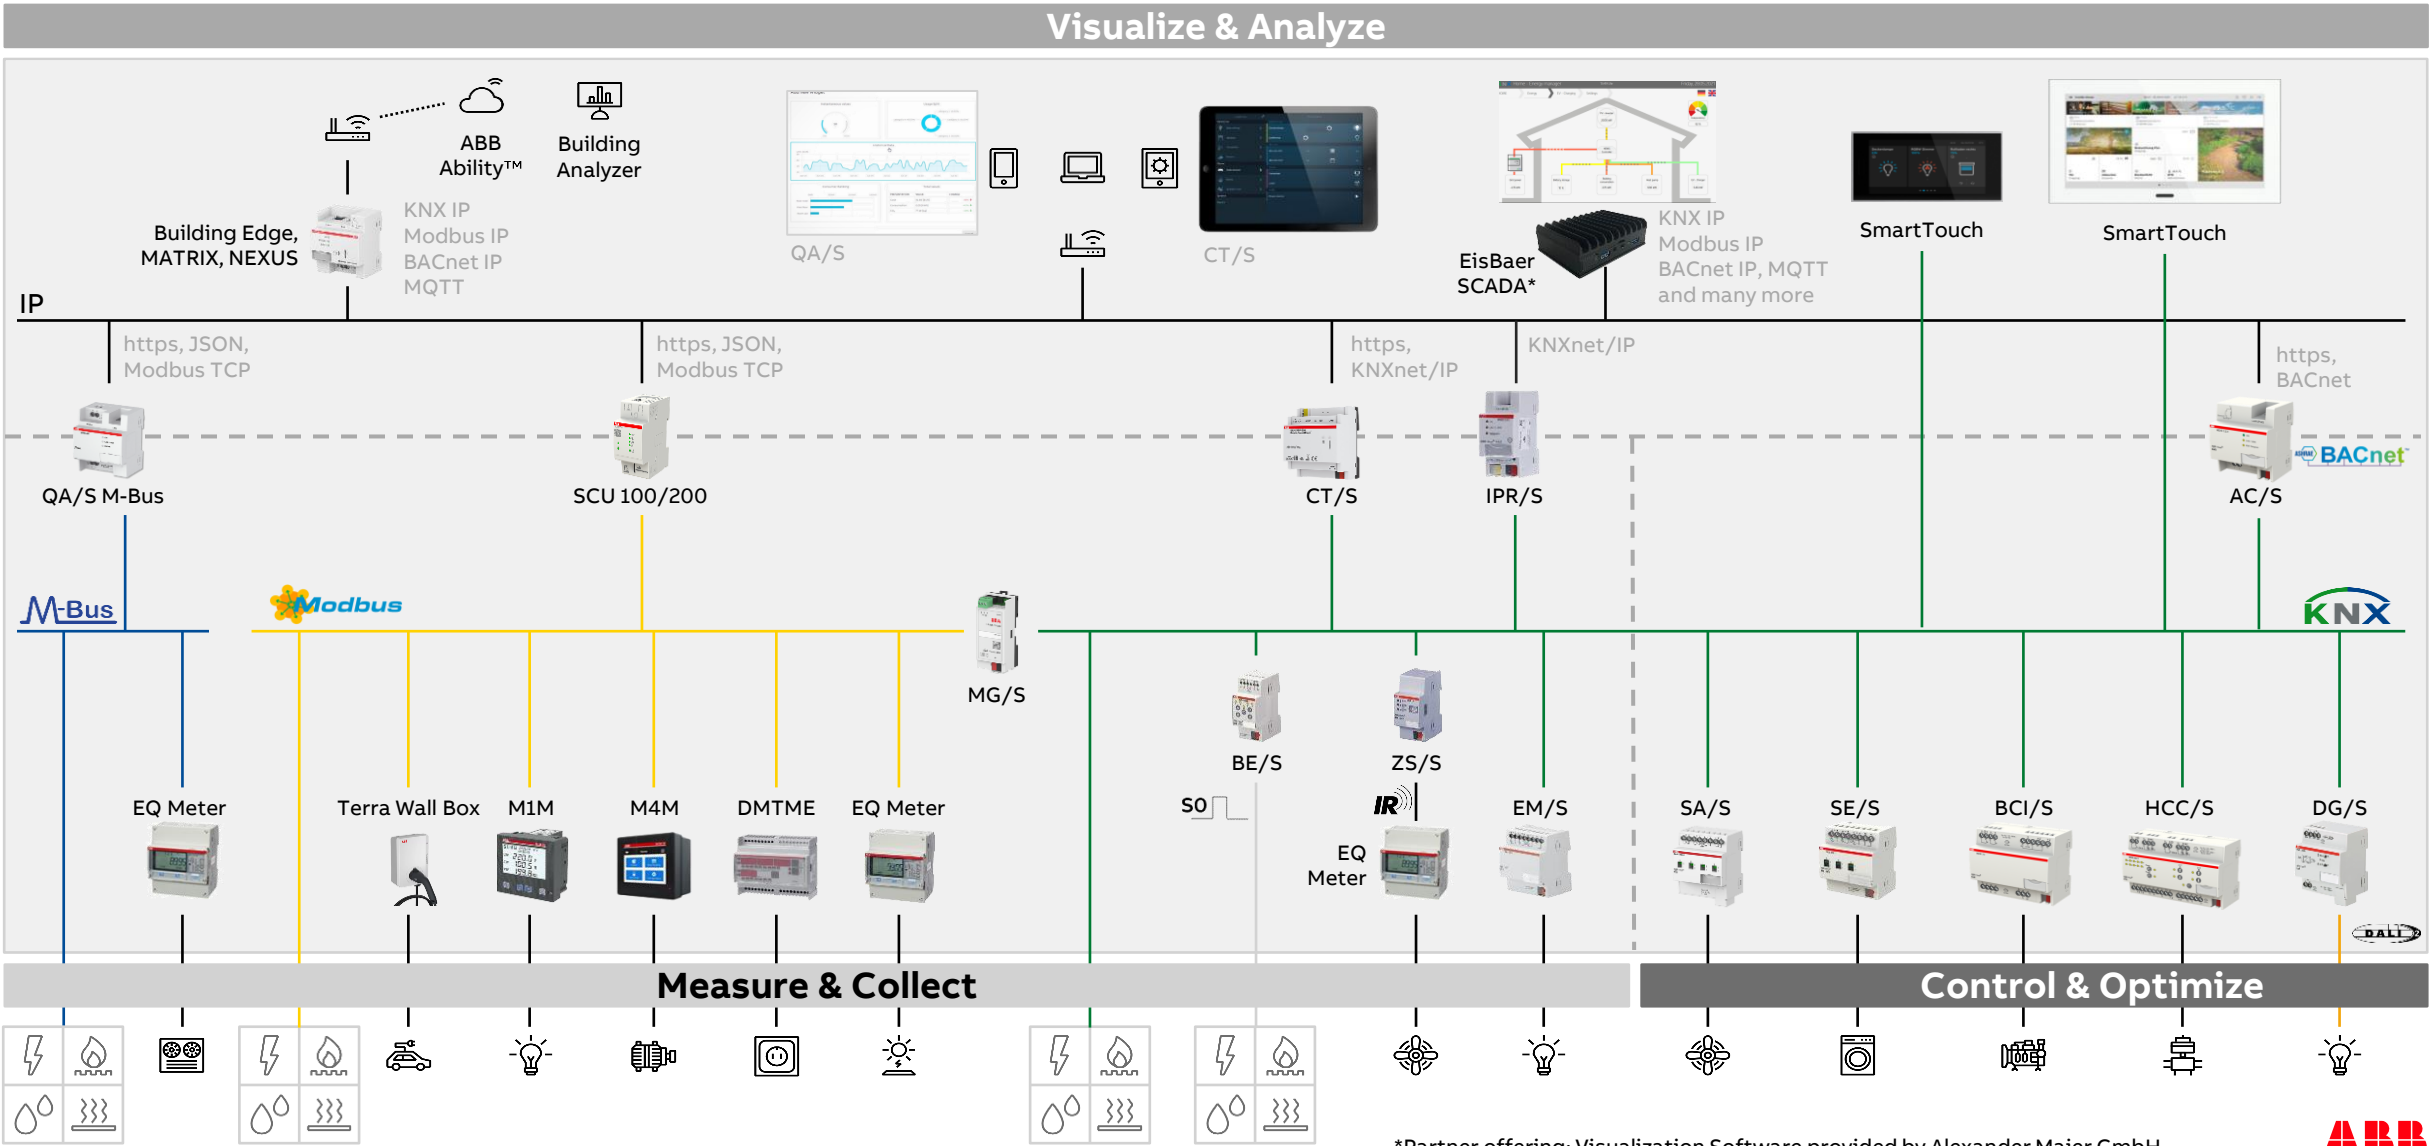 Visualize & Analyze
ABB
Ability™
Building
Analyzer
Building Edge,
MATRIX, NEXUS
KNX IP
Modbus IP
BACnet IP
MQTT
QA/S
CT/S
EisBaer
SCADA*
KNX IP
Modbus IP
BACnet IP, MQTT
and many more
SmartTouch
SmartTouch
IP
https, JSON,
Modbus TCP
https, JSON,
Modbus TCP
https,
KNXnet/IP
KNXnet/IP
https,
BACnet
QA/S M-Bus
SCU 100/200
CT/S
IPR/S
AC/S
ASHRAE BACnet™
M-Bus
Modbus
KNX
MG/S
BE/S
ZS/S
S0
IR
EQ Meter
Terra Wall Box
M1M
M4M
DMTME
EQ Meter
EQ
Meter
EM/S
SA/S
SE/S
BCI/S
HCC/S
DG/S
DALI 2
Measure & Collect
Control & Optimize
*Partner offering: Visualization Software provided by Alexander Maier GmbH
ABB